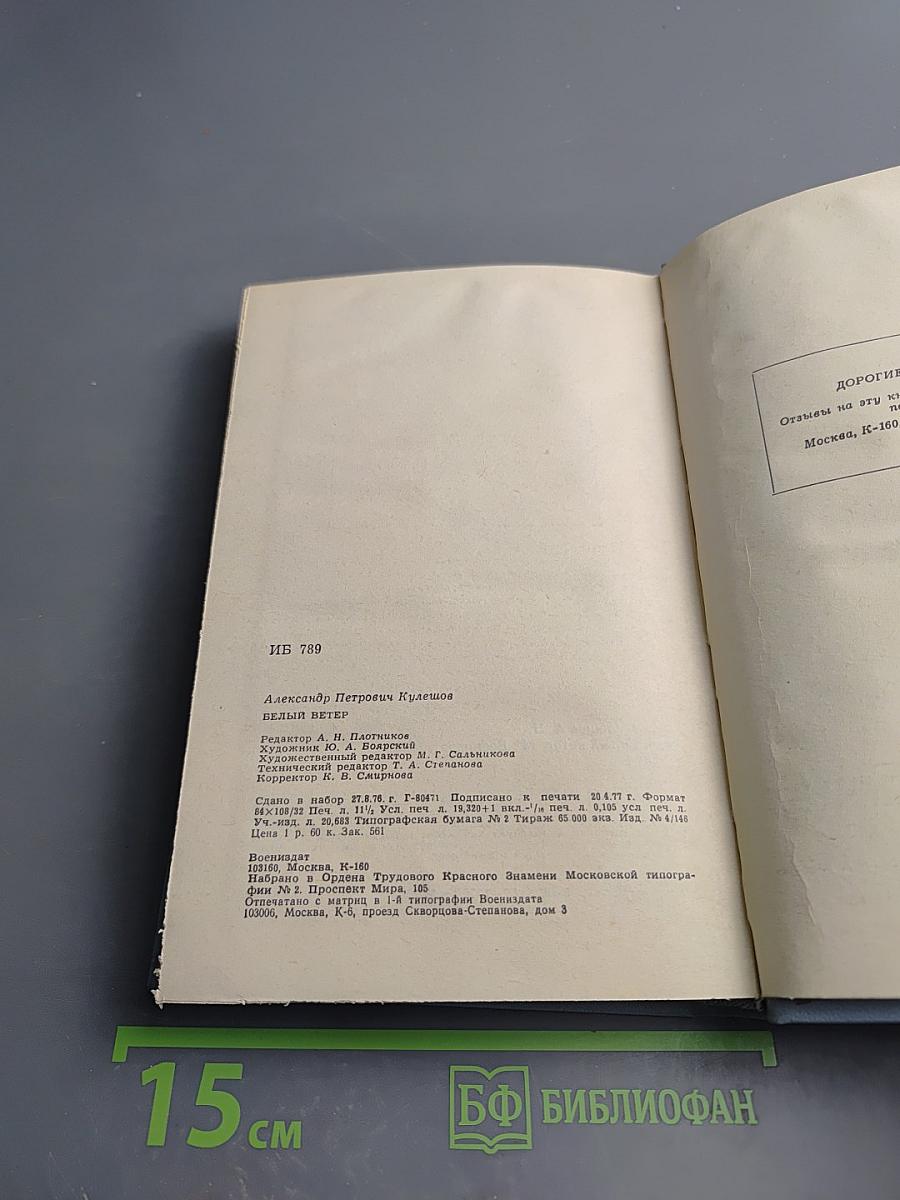 ИБ 789
Александр Петрович Кулешов
БЕЛЫЙ ВЕТЕР
Редактор А. Н. Плотников
Художник Ю. А. Боярский
Художественный редактор М. Г. Сальникова
Технический редактор Т. А. Степанова
Корректор К. В. Смирнова
Сдано в набор 27.8.76. г. Г-80471 Подписано к печати 20.4.77 г. Формат
84×108/32 Печ. л. 11½ Усл. печ. л. 19,320+1 вкл.-¹/₁₆ печ. л. 0,105 усл. печ. л.
Уч.-изд. л. 20,683 Типографская бумага № 2 Тираж 65 000 экз. Изд. № 4/148
Цена 1 р. 60 к. Зак. 561
Воениздат
103160, Москва, К-160
Набрано в Ордена Трудового Красного Знамени Московской типогра-
фии № 2. Проспект Мира, 105
Отпечатано с матриц в 1-й типографии Воениздата
103006, Москва, К-6, проезд Скворцова-Степанова, дом 3
ДОРОГИЕ
Отзывы на эту
Москва, К-160
15 см
БФ БИБЛИОФАН